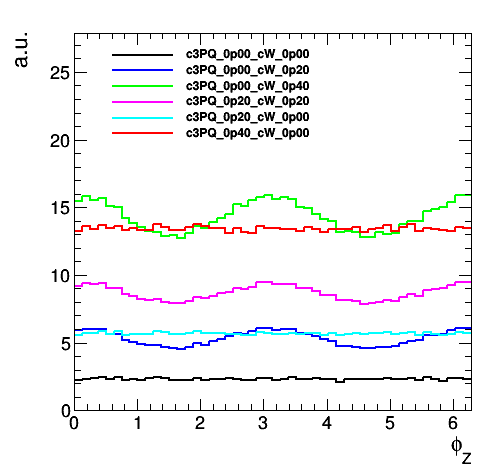 a.u.
c3PQ_0p00_cW_0p00
c3PQ_0p00_cW_0p20
c3PQ_0p00_cW_0p40
c3PQ_0p20_cW_0p20
c3PQ_0p20_cW_0p00
c3PQ_0p40_cW_0p00
25
20
15
10
5
0
0 1 2 3 4 5 6
ϕZ